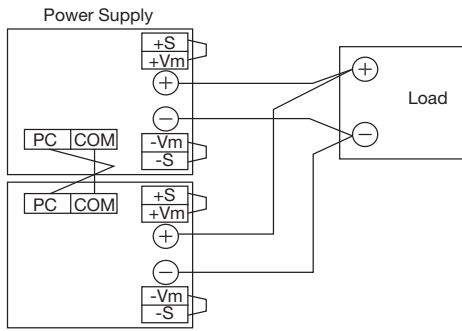 Power Supply
+S
+Vm
+
−
-Vm
-S
PC COM
+
Load
−
PC COM
+S
+Vm
+
−
-Vm
-S